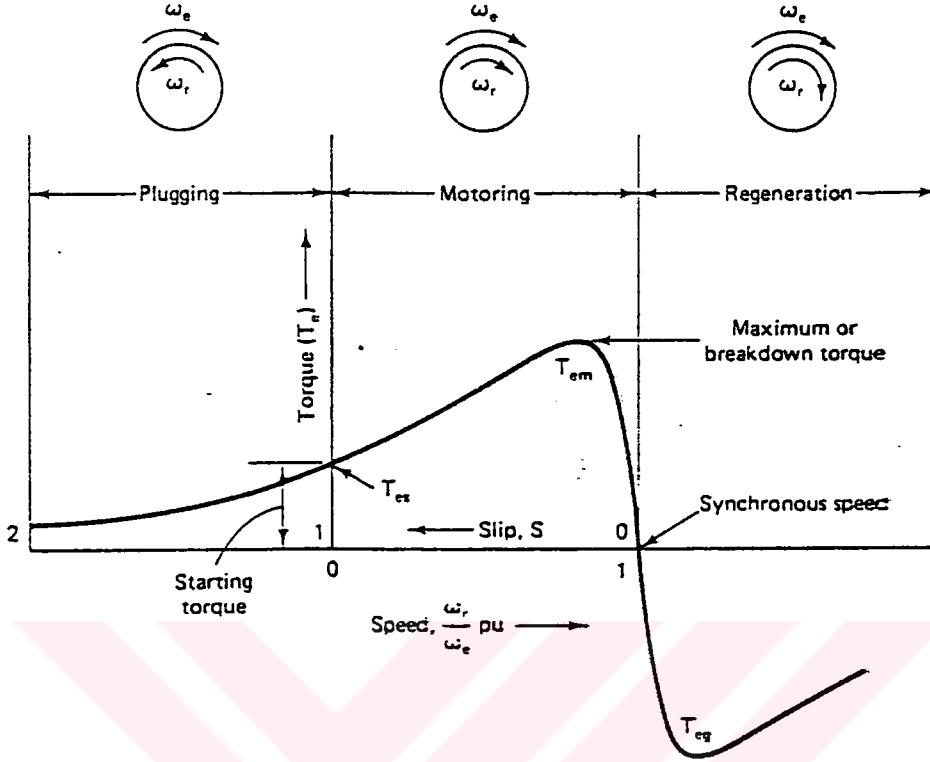 ωe ωe ωe
ωr ωr ωr
Plugging Motoring Regeneration
Torque (Te)
Maximum or
breakdown torque
Tem
Tes
Synchronous speed
2 1 Slip, S 0
0 1
Starting
torque
Speed, ωr/ωe pu
Teg